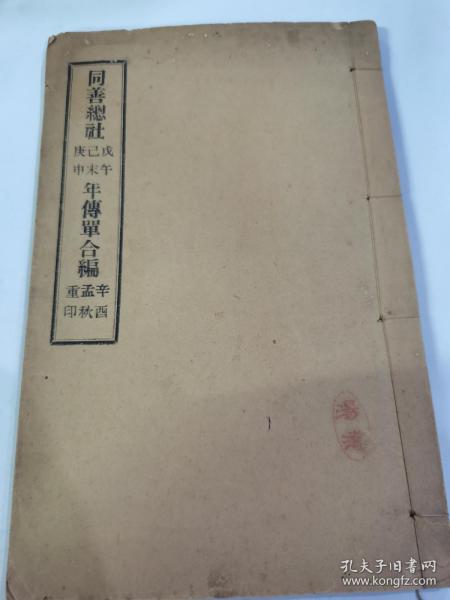 同善總社
戊午
己未
庚申
年傳單合編
辛酉
孟秋
重印
孔夫子旧书网
www.kongfz.com